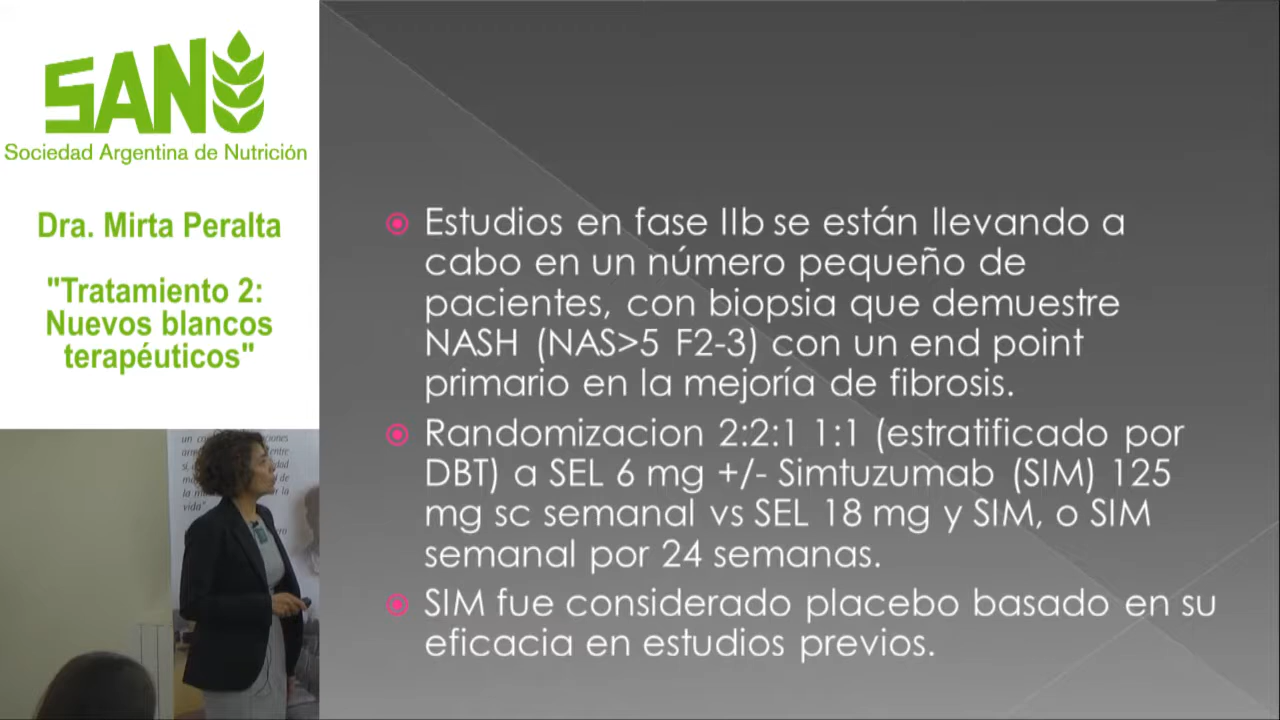 SAN
Sociedad Argentina de Nutrición
Dra. Mirta Peralta
"Tratamiento 2:
Nuevos blancos
terapéuticos"
Estudios en fase IIb se están llevando a
cabo en un número pequeño de
pacientes, con biopsia que demuestre
NASH (NAS>5 F2-3) con un end point
primario en la mejoría de fibrosis.
Randomizacion 2:2:1 1:1 (estratificado por
DBT) a SEL 6 mg +/- Simtuzumab (SIM) 125
mg sc semanal vs SEL 18 mg y SIM, o SIM
semanal por 24 semanas.
SIM fue considerado placebo basado en su
eficacia en estudios previos.
vida"